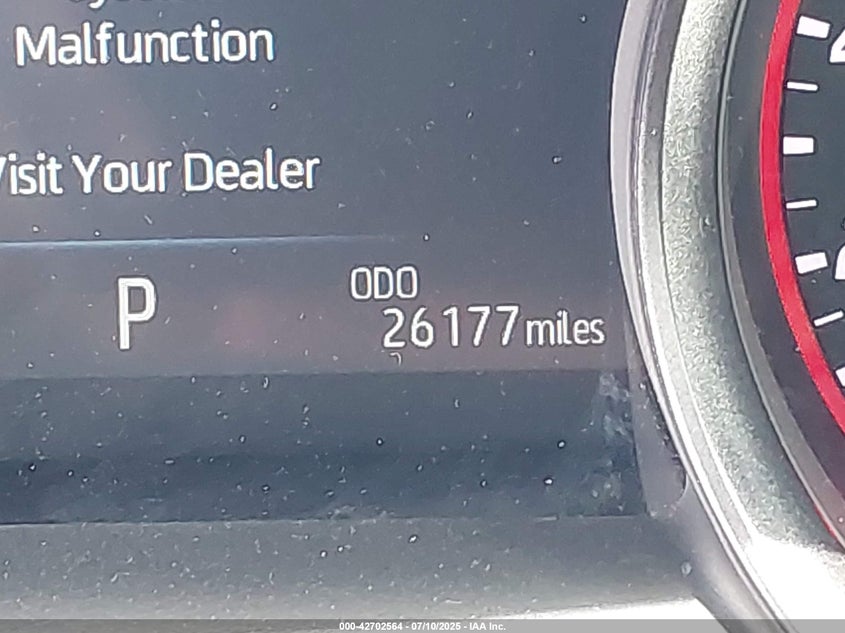 Malfunction
Visit Your Dealer
P
ODO
26177 miles
000-42702564 - 07/10/2025 - IAA Inc.